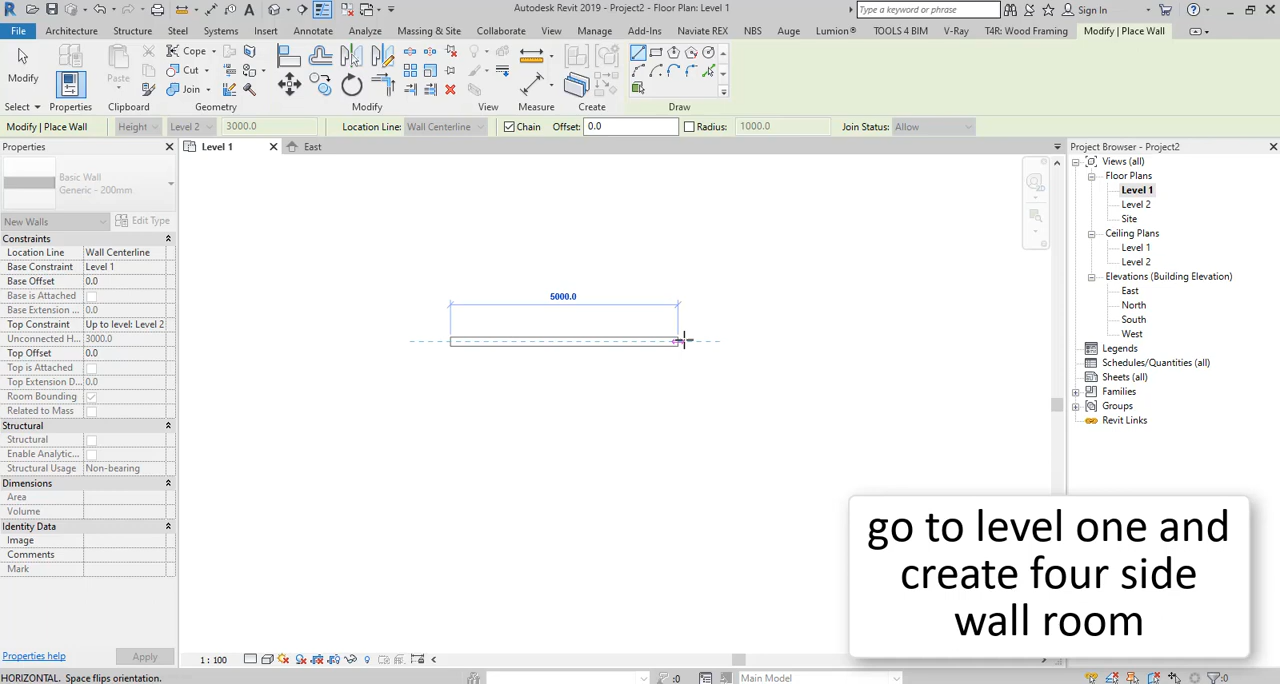 Autodesk Revit 2019 - Project2 - Floor Plan: Level 1
Type a keyword or phrase
Sign In
File Architecture Structure Steel Systems Insert Annotate Analyze Massing & Site Collaborate View Manage Add-Ins Naviate REX NBS Auge Lumion® TOOLS 4 BIM V-Ray T4R: Wood Framing Modify | Place Wall
Modify
Paste
Cope
Cut
Join
Select Properties Clipboard Geometry Modify View Measure Create Draw
Modify | Place Wall Height Level 2 3000.0 Location Line: Wall Centerline Chain Offset: 0.0 Radius: 1000.0 Join Status: Allow
Properties
Basic Wall
Generic - 200mm
New Walls Edit Type
Constraints
Location Line Wall Centerline
Base Constraint Level 1
Base Offset 0.0
Base is Attached
Base Extension 0.0
Top Constraint Up to level: Level 2
Unconnected H... 3000.0
Top Offset 0.0
Top is Attached
Top Extension D... 0.0
Room Bounding
Related to Mass
Structural
Structural
Enable Analytic...
Structural Usage Non-bearing
Dimensions
Area
Volume
Identity Data
Image
Comments
Mark
Properties help Apply
Level 1 East
5000.0
Project Browser - Project2
Views (all)
Floor Plans
Level 1
Level 2
Site
Ceiling Plans
Level 1
Level 2
Elevations (Building Elevation)
East
North
South
West
Legends
Schedules/Quantities (all)
Sheets (all)
Families
Groups
Revit Links
go to level one and
create four side
wall room
1 : 100
HORIZONTAL. Space flips orientation.
:0
Main Model
:0